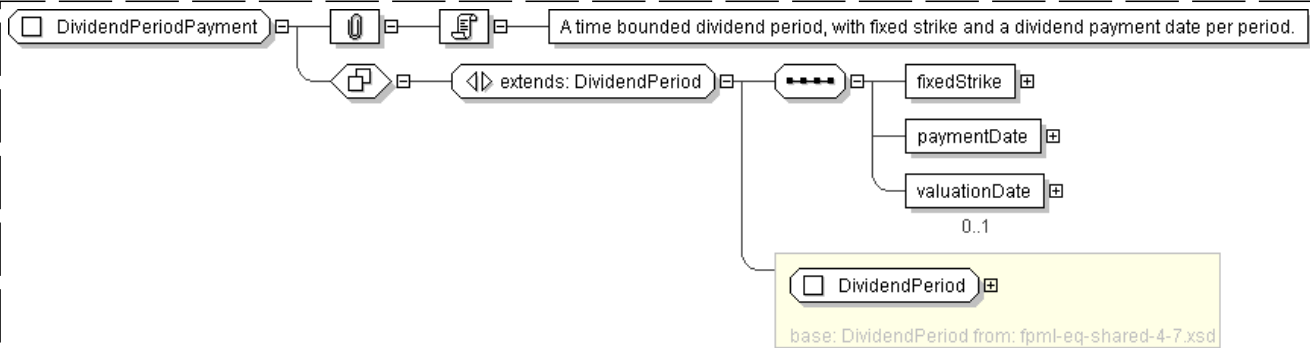 DividendPeriodPayment
A time bounded dividend period, with fixed strike and a dividend payment date per period.
extends: DividendPeriod
fixedStrike
paymentDate
valuationDate
0..1
DividendPeriod
base: DividendPeriod from: fpml-eq-shared-4-7.xsd